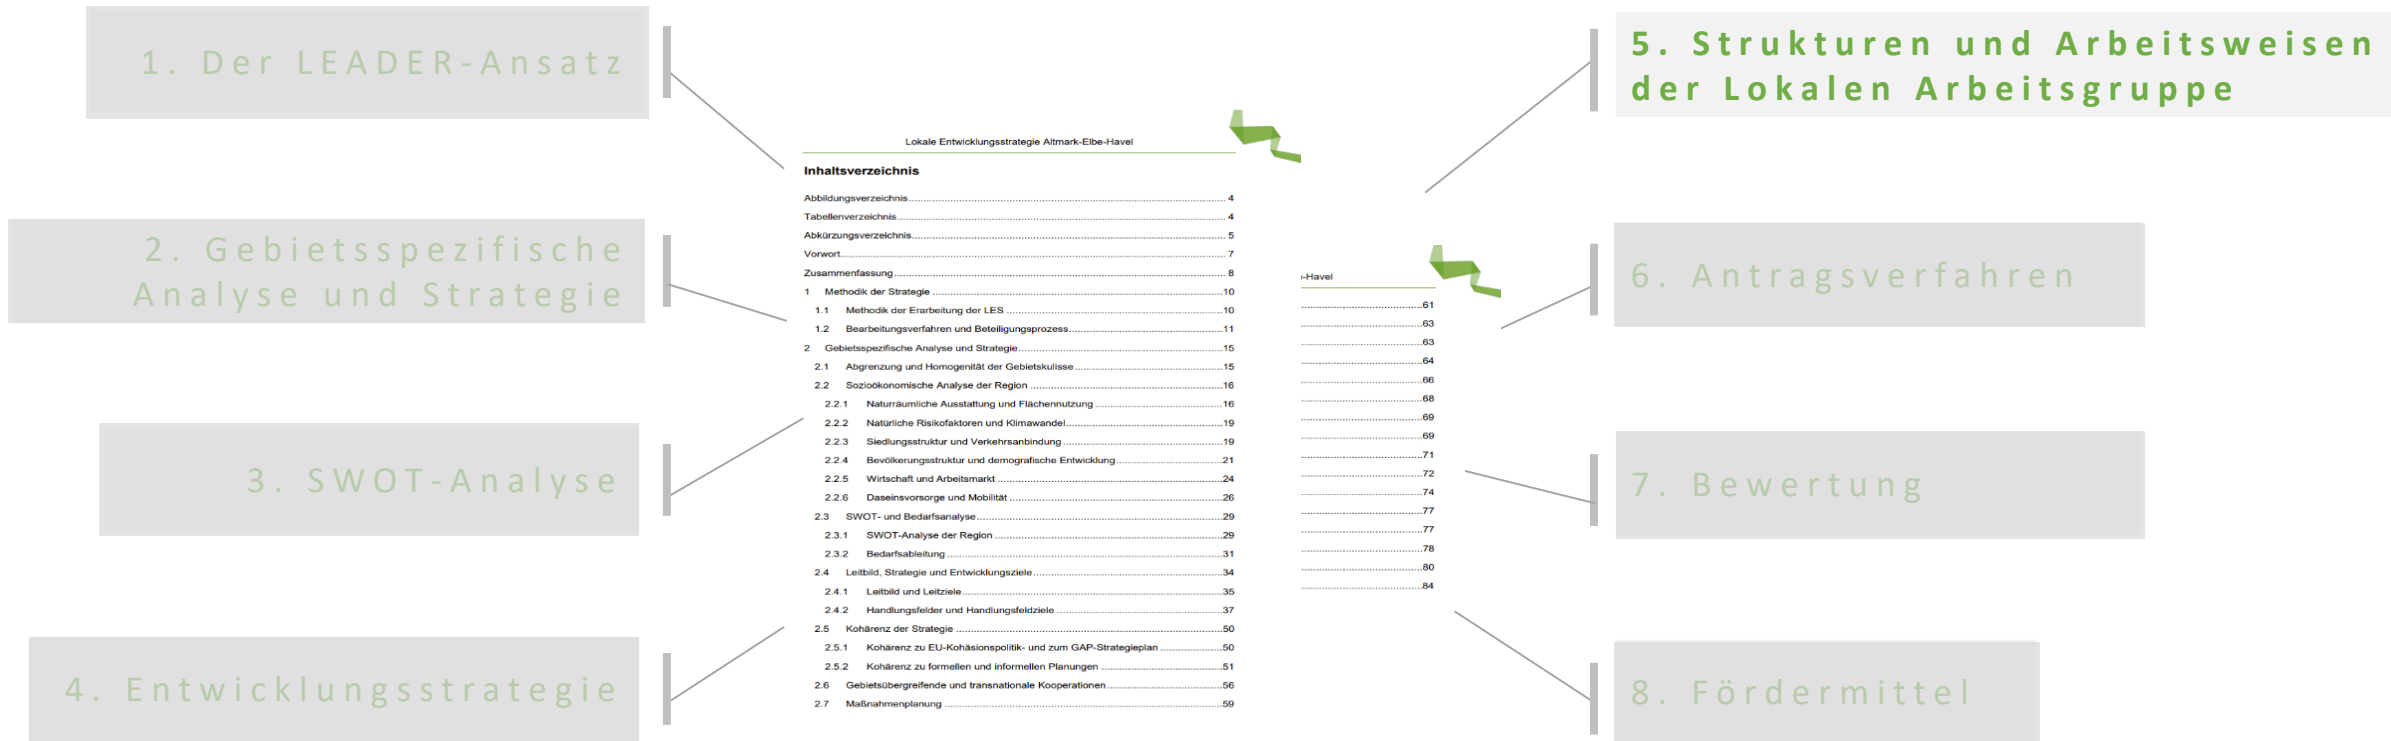 1. Der LEADER-Ansatz
2. Gebietsspezifische
Analyse und Strategie
3. SWOT-Analyse
4. Entwicklungsstrategie
Lokale Entwicklungsstrategie Altmark-Elbe-Havel
Inhaltsverzeichnis
Abbildungsverzeichnis 4
Tabellenverzeichnis 4
Abkürzungsverzeichnis 5
Vorwort 7
Zusammenfassung 8
1 Methodik der Strategie 10
1.1 Methodik der Erarbeitung der LES 10
1.2 Bearbeitungsverfahren und Beteiligungsprozess 11
2 Gebietsspezifische Analyse und Strategie 15
2.1 Abgrenzung und Homogenität der Gebietskulisse 15
2.2 Sozioökonomische Analyse der Region 16
2.2.1 Naturräumliche Ausstattung und Flächennutzung 16
2.2.2 Natürliche Risikofaktoren und Klimawandel 19
2.2.3 Siedlungsstruktur und Verkehrsanbindung 19
2.2.4 Bevölkerungsstruktur und demografische Entwicklung 21
2.2.5 Wirtschaft und Arbeitsmarkt 24
2.2.6 Daseinsvorsorge und Mobilität 26
2.3 SWOT- und Bedarfsanalyse 29
2.3.1 SWOT-Analyse der Region 29
2.3.2 Bedarfsableitung 31
2.4 Leitbild, Strategie und Entwicklungsziele 34
2.4.1 Leitbild und Leitziele 35
2.4.2 Handlungsfelder und Handlungsfeldziele 37
2.5 Kohärenz der Strategie 50
2.5.1 Kohärenz zu EU-Kohäsionspolitik- und zum GAP-Strategieplan 50
2.5.2 Kohärenz zu formellen und informellen Planungen 51
2.6 Gebietsübergreifende und transnationale Kooperationen 56
2.7 Maßnahmenplanung 59
-Havel
61
63
63
64
66
68
69
69
71
72
74
77
77
78
80
84
5. Strukturen und Arbeitsweisen
der Lokalen Arbeitsgruppe
6. Antragsverfahren
7. Bewertung
8. Fördermittel